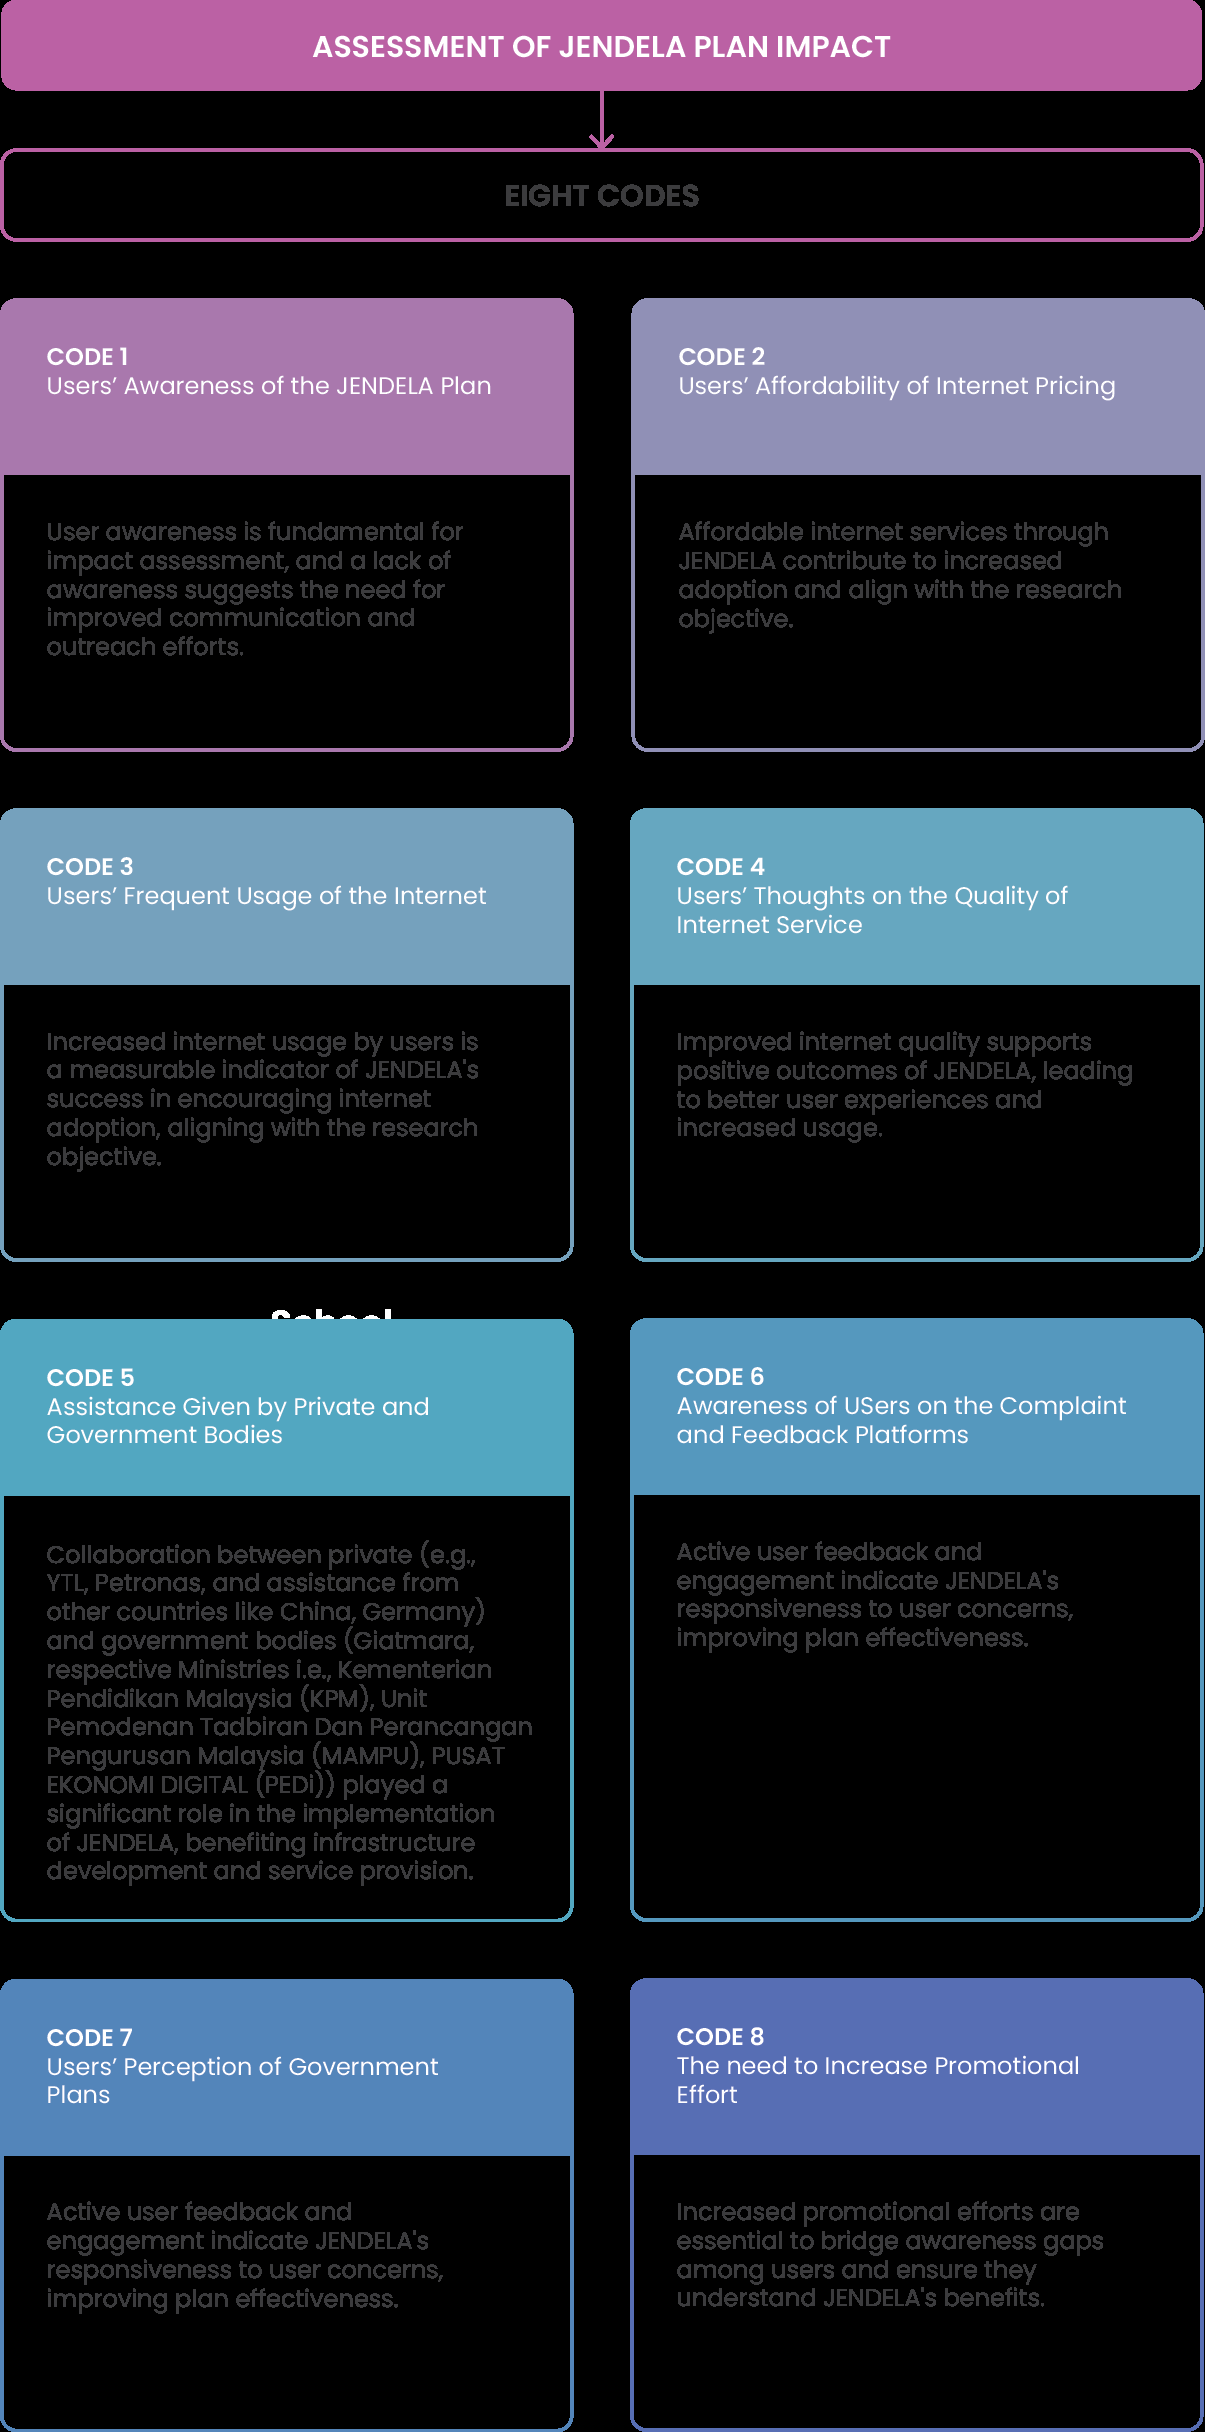 ASSESSMENT OF JENDELA PLAN IMPACT
EIGHT CODES
CODE 1
Users’ Awareness of the JENDELA Plan
User awareness is fundamental for
impact assessment, and a lack of
awareness suggests the need for
improved communication and
outreach efforts.
CODE 2
Users’ Affordability of Internet Pricing
Affordable internet services through
JENDELA contribute to increased
adoption and align with the research
objective.
CODE 3
Users’ Frequent Usage of the Internet
Increased internet usage by users is
a measurable indicator of JENDELA's
success in encouraging internet
adoption, aligning with the research
objective.
CODE 4
Users’ Thoughts on the Quality of
Internet Service
Improved internet quality supports
positive outcomes of JENDELA, leading
to better user experiences and
increased usage.
School
CODE 5
Assistance Given by Private and
Government Bodies
Collaboration between private (e.g.,
YTL, Petronas, and assistance from
other countries like China, Germany)
and government bodies (Giatmara,
respective Ministries i.e., Kementerian
Pendidikan Malaysia (KPM), Unit
Pemodenan Tadbiran Dan Perancangan
Pengurusan Malaysia (MAMPU), PUSAT
EKONOMI DIGITAL (PEDi)) played a
significant role in the implementation
of JENDELA, benefiting infrastructure
development and service provision.
CODE 6
Awareness of USers on the Complaint
and Feedback Platforms
Active user feedback and
engagement indicate JENDELA's
responsiveness to user concerns,
improving plan effectiveness.
CODE 7
Users’ Perception of Government
Plans
Active user feedback and
engagement indicate JENDELA's
responsiveness to user concerns,
improving plan effectiveness.
CODE 8
The need to Increase Promotional
Effort
Increased promotional efforts are
essential to bridge awareness gaps
among users and ensure they
understand JENDELA's benefits.